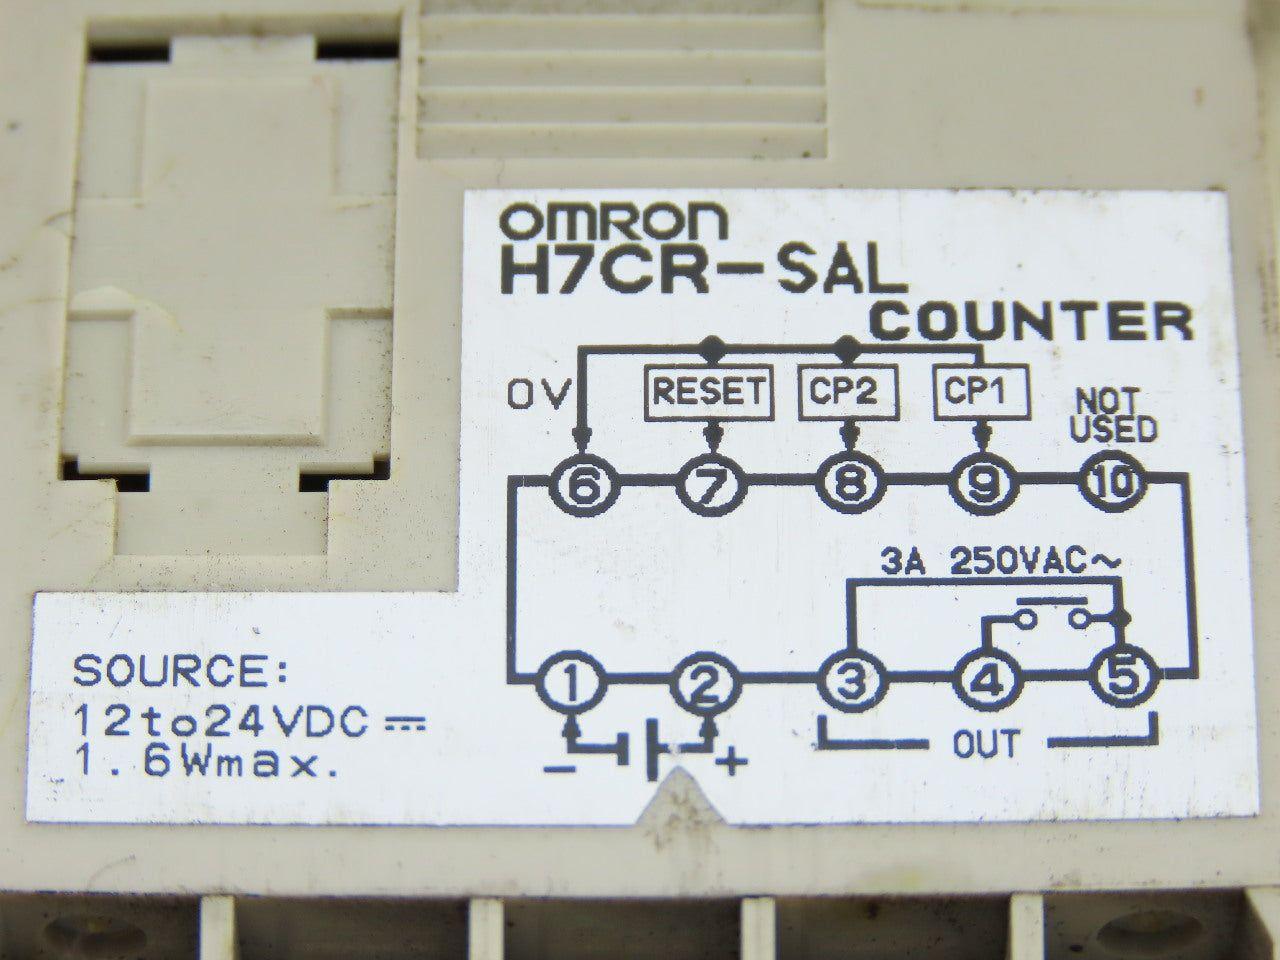 OMRON
H7CR-SAL
COUNTER
0V RESET CP2 CP1 NOT USED
6 7 8 9 10
3A 250VAC~
1 2 3 4 5
- + OUT
SOURCE:
12to24VDC ⎓
1.6Wmax.